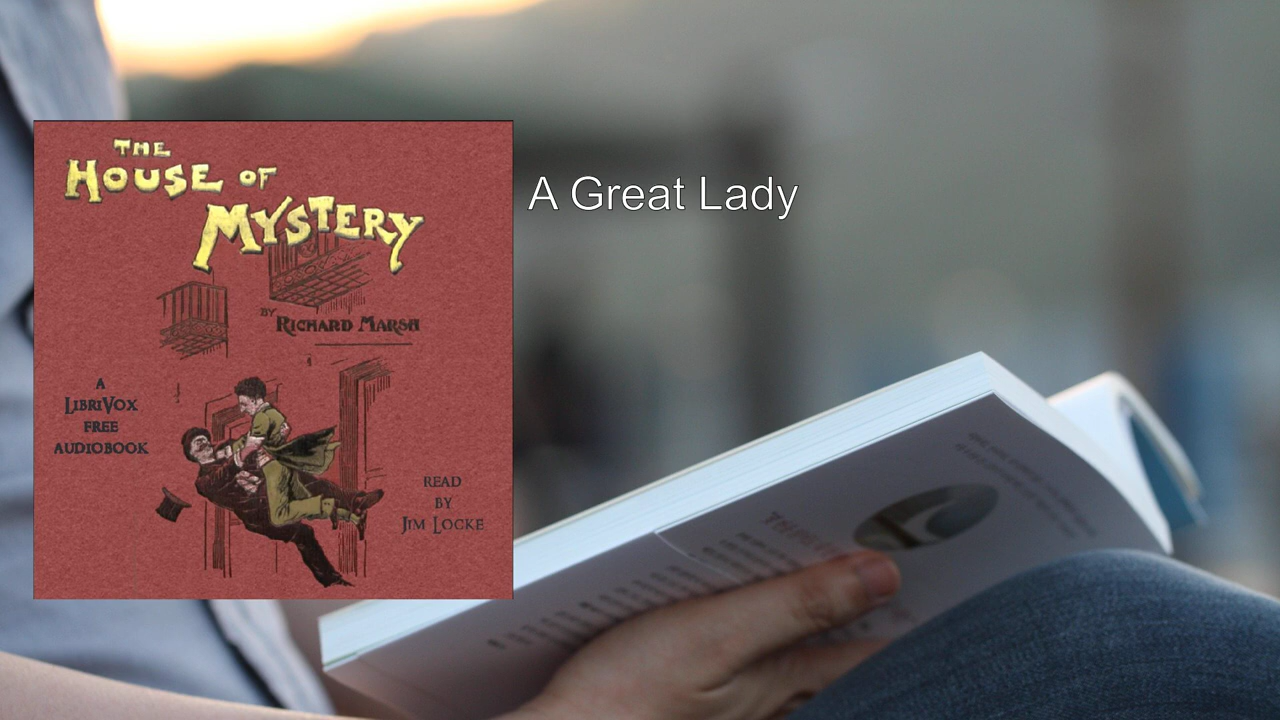 THE
HOUSE OF
MYSTERY
BY RICHARD MARSH
A
LIBRIVOX
FREE
AUDIOBOOK
READ
BY
JIM LOCKE
A Great Lady